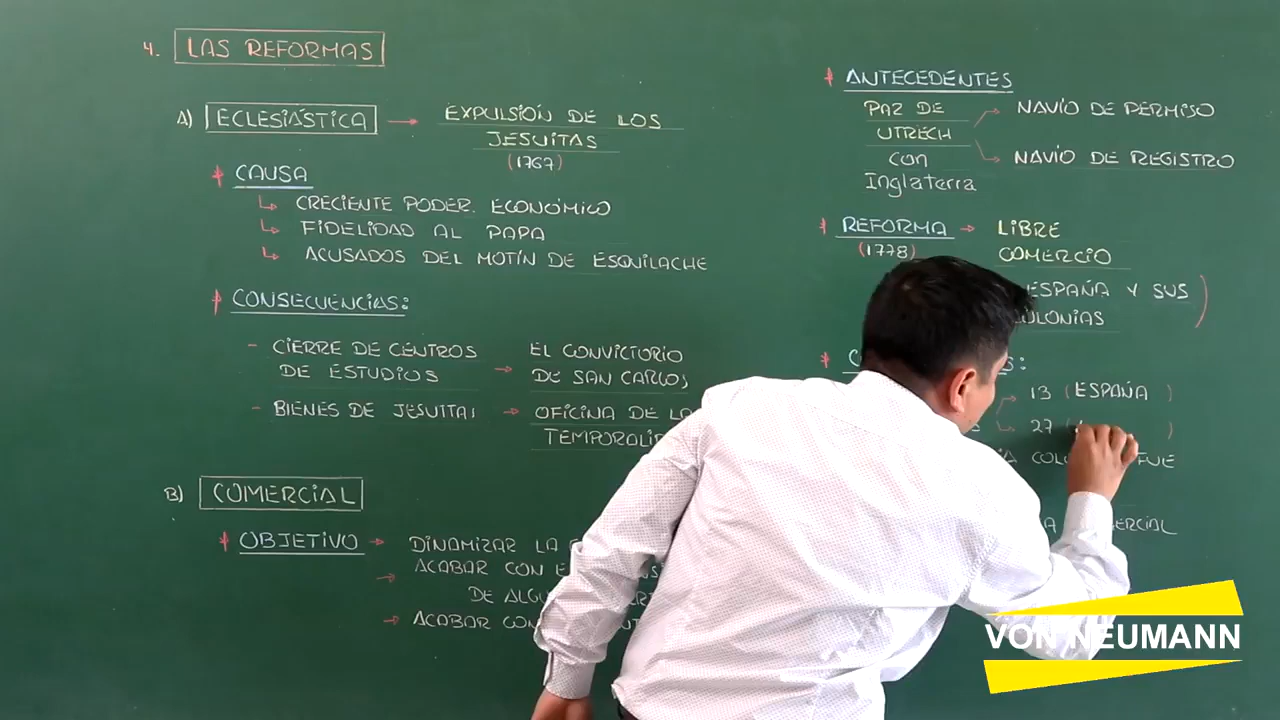 4. LAS REFORMAS
A) ECLESIÁSTICA → EXPULSIÓN DE LOS
JESUITAS
(1767)
* CAUSA
↳ CRECIENTE PODER ECONÓMICO
↳ FIDELIDAD AL PAPA
↳ ACUSADOS DEL MOTÍN DE ESQUILACHE
* CONSECUENCIAS:
- CIERRE DE CENTROS
DE ESTUDIOS
→ EL CONVICTORIO
DE SAN CARLOS
- BIENES DE JESUITAS → OFICINA DE LA
B) COMERCIAL
* OBJETIVO → DINAMIZAR LA
→ ACABAR CON
DE
→ ACABAR CON
* ANTECEDENTES
PAZ DE
UTRECH
CON
Inglaterra
→ NAVÍO DE PERMISO
→ NAVÍO DE REGISTRO
* REFORMA → LIBRE
(1778) COMERCIO
ESPAÑA Y SUS
COLONIAS)
13 (ESPAÑA )
27 ( )
FUE
VON NEUMANN